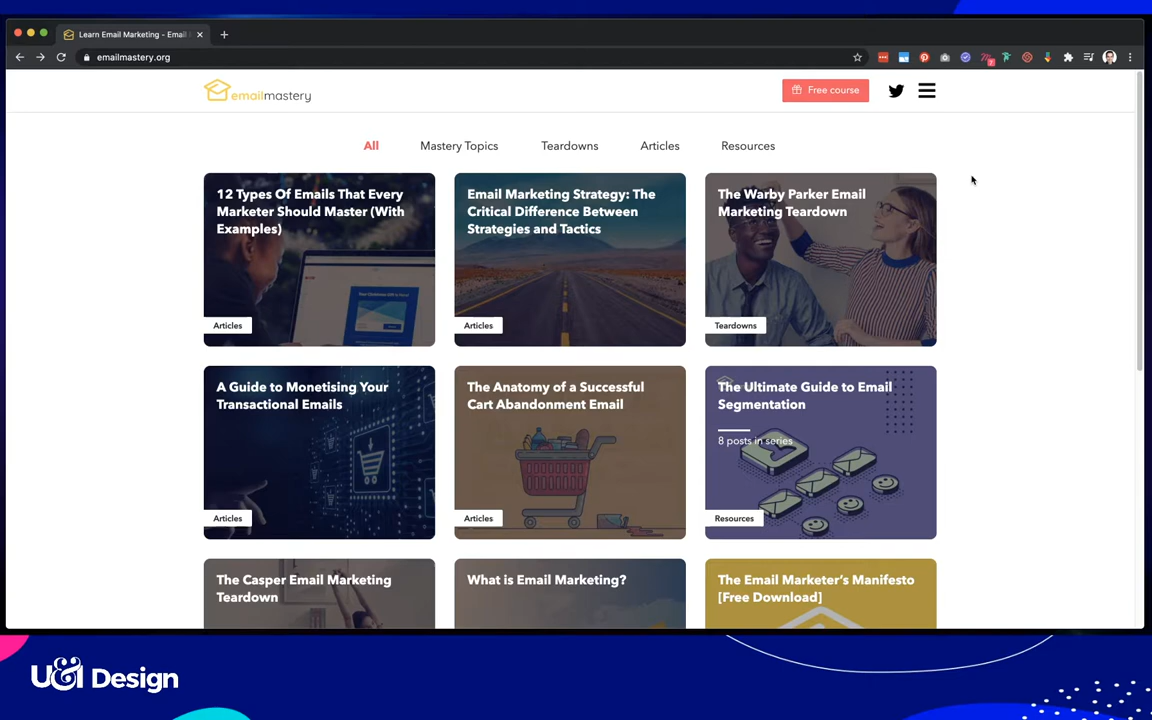 Learn Email Marketing - Email
emailmastery.org
emailmastery
Free course
All
Mastery Topics
Teardowns
Articles
Resources
12 Types Of Emails That Every
Marketer Should Master (With
Examples)
Articles
Email Marketing Strategy: The
Critical Difference Between
Strategies and Tactics
Articles
The Warby Parker Email
Marketing Teardown
Teardowns
A Guide to Monetising Your
Transactional Emails
Articles
The Anatomy of a Successful
Cart Abandonment Email
Articles
The Ultimate Guide to Email
Segmentation
8 posts in series
Resources
The Casper Email Marketing
Teardown
What is Email Marketing?
The Email Marketer's Manifesto
[Free Download]
U&I Design